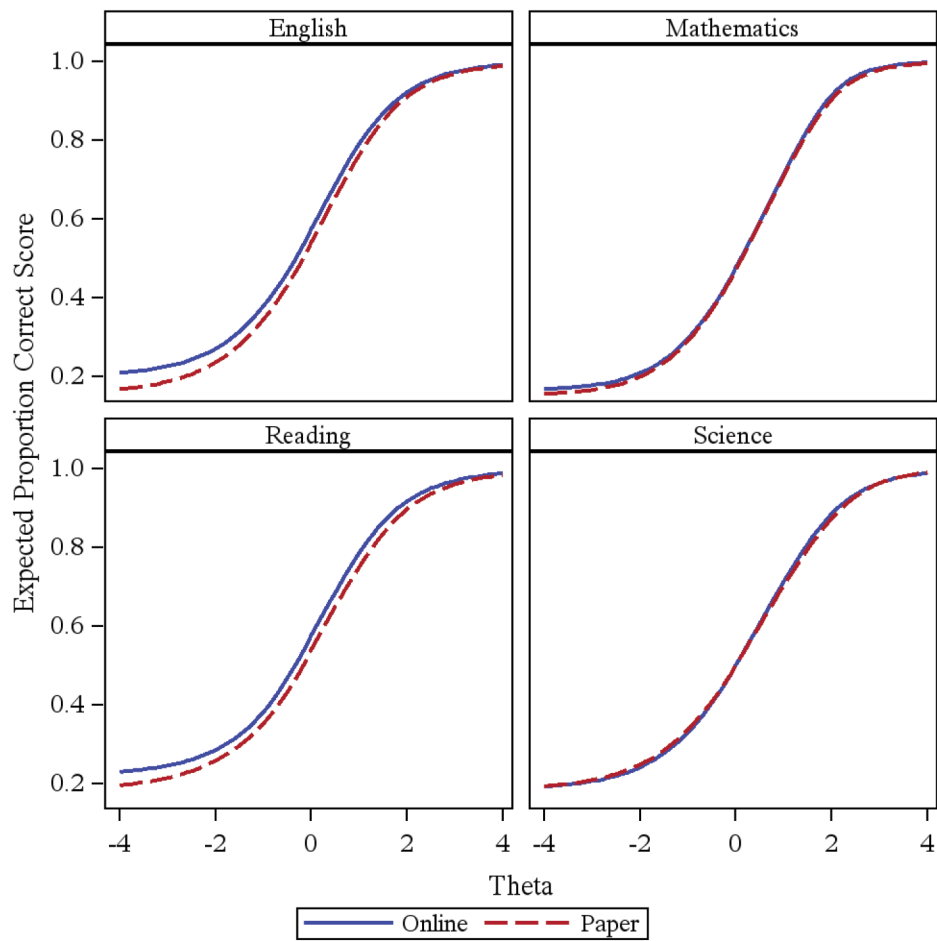 English
Mathematics
1.0
0.8
0.6
0.4
0.2
Reading
Science
1.0
0.8
0.6
0.4
0.2
Expected Proportion Correct Score
-4 -2 0 2 4
-4 -2 0 2 4
Theta
Online Paper